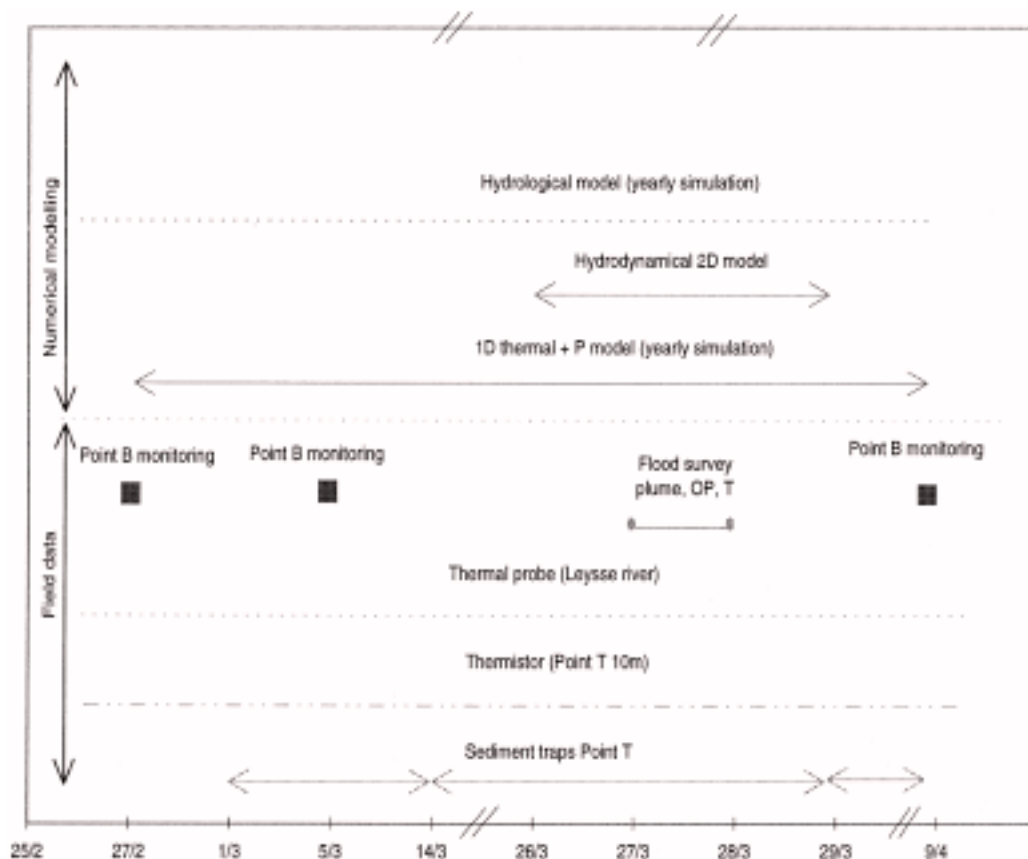 Numerical modelling
Hydrological model (yearly simulation)
Hydrodynamical 2D model
1D thermal + P model (yearly simulation)
Field data
Point B monitoring
Point B monitoring
Flood survey
plume, OP, T
Point B monitoring
Thermal probe (Leysse river)
Thermistor (Point T 10m)
Sediment traps Point T
25/2 27/2 1/3 5/3 14/3 26/3 27/3 28/3 29/3 9/4